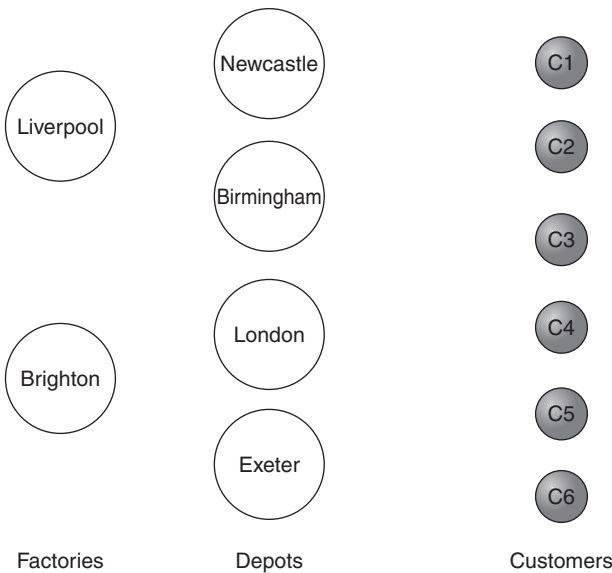 Newcastle
C1
Liverpool
C2
Birmingham
C3
London
C4
Brighton
C5
Exeter
C6
Factories Depots Customers